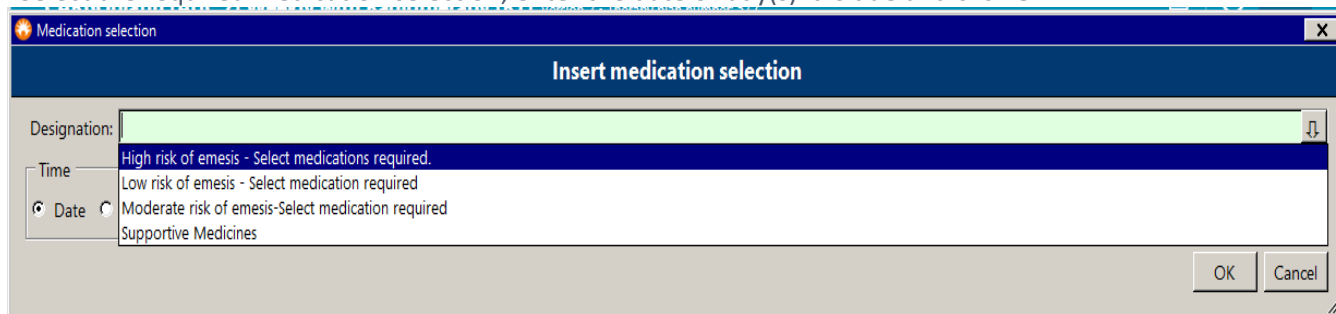 Medication selection
X
Insert medication selection
Designation:
High risk of emesis - Select medications required.
Time
Low risk of emesis - Select medication required
Date
Moderate risk of emesis-Select medication required
Supportive Medicines
OK Cancel